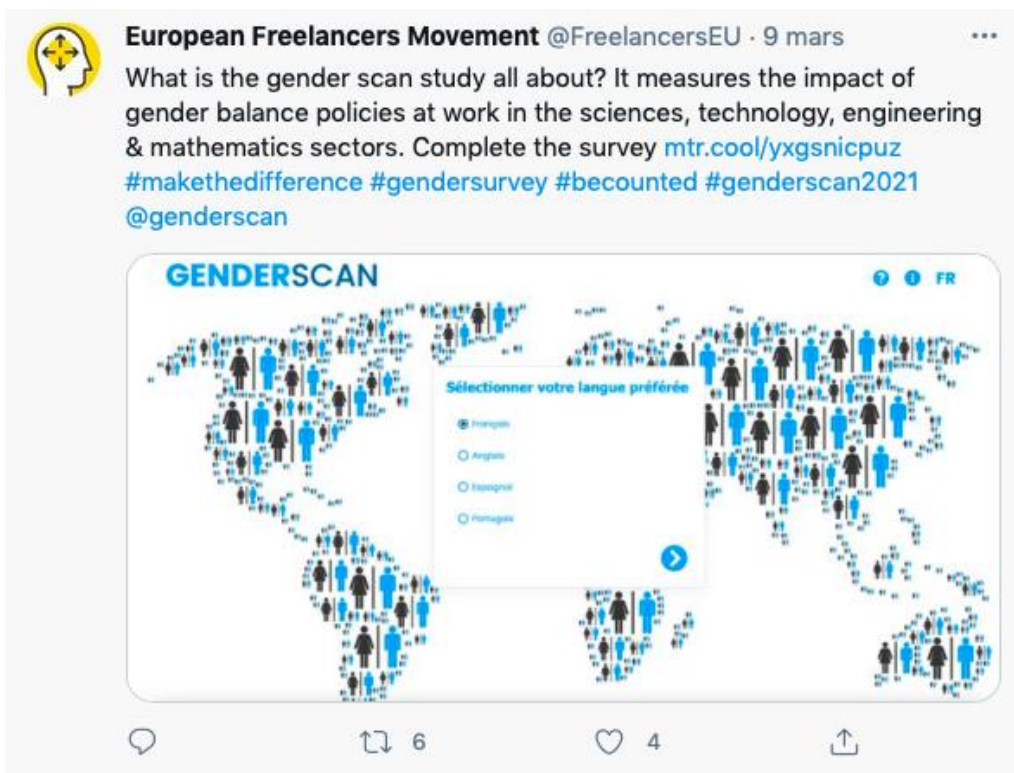 European Freelancers Movement @FreelancersEU · 9 mars
What is the gender scan study all about? It measures the impact of
gender balance policies at work in the sciences, technology, engineering
& mathematics sectors. Complete the survey mtr.cool/yxgsnicpuz
#makethedifference #gendersurvey #becounted #genderscan2021
@genderscan
GENDERSCAN
FR
Sélectionner votre langue préférée
Français
Anglais
Espagnol
Portugais
6
4